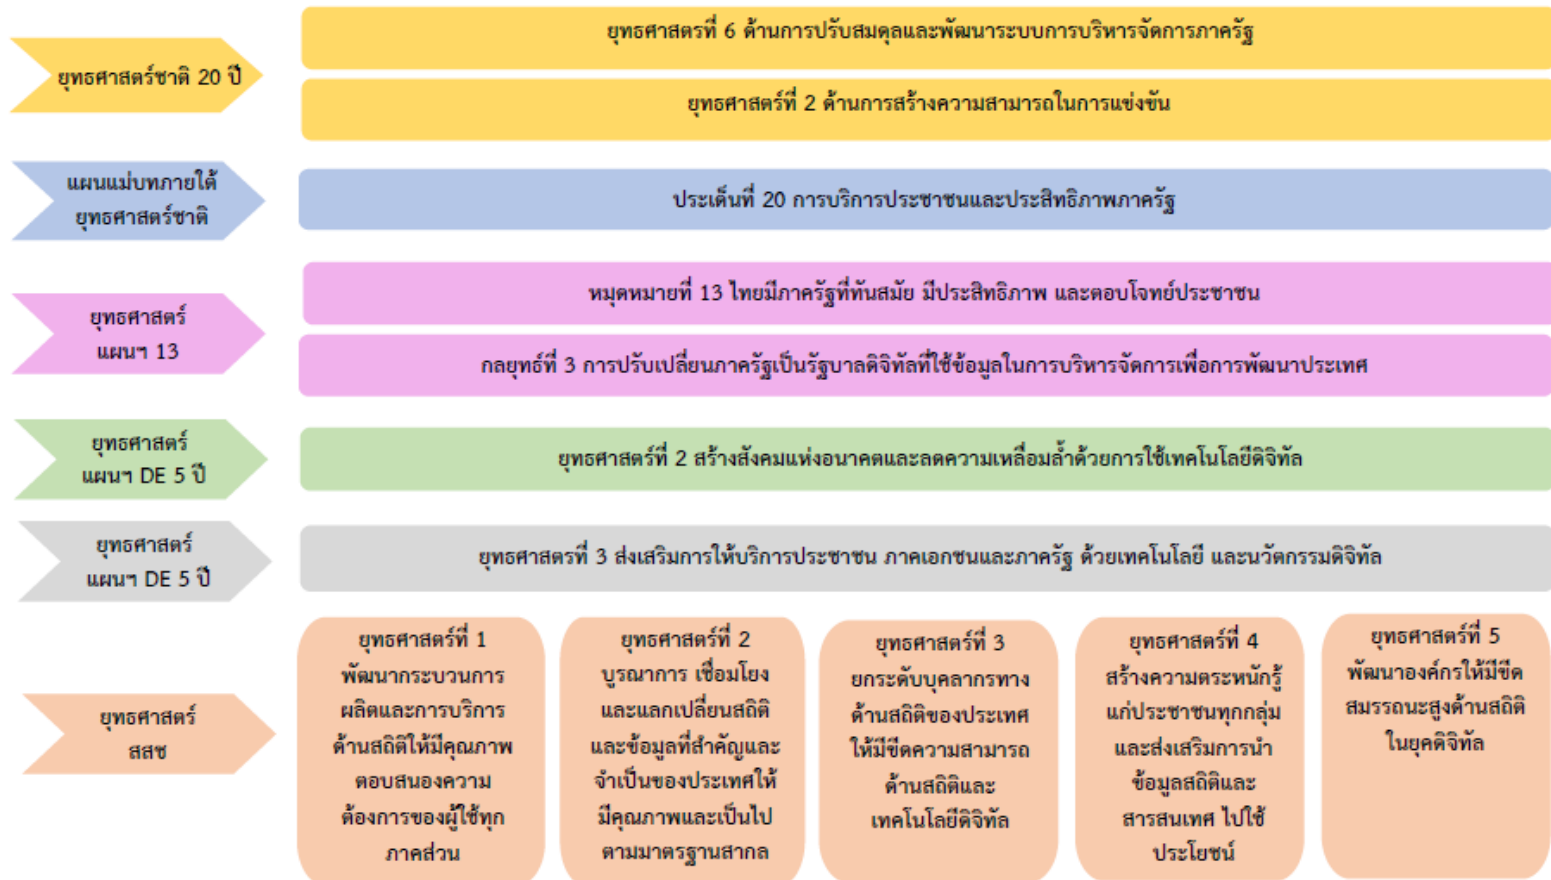 ยุทธศาสตร์ชาติ 20 ปี
ยุทธศาสตรที่ 6 ด้านการปรับสมดุลและพัฒนาระบบการบริหารจัดการภาครัฐ
ยุทธศาสตร์ที่ 2 ด้านการสร้างความสามารถในการแข่งขัน
แผนแม่บทภายใต้
ยุทธศาสตร์ชาติ
ประเด็นที่ 20 การบริการประชาชนและประสิทธิภาพภาครัฐ
ยุทธศาสตร์
แผนฯ 13
หมุดหมายที่ 13 ไทยมีภาครัฐที่ทันสมัย มีประสิทธิภาพ และตอบโจทย์ประชาชน
กลยุทธ์ที่ 3 การปรับเปลี่ยนภาครัฐเป็นรัฐบาลดิจิทัลที่ใช้ข้อมูลในการบริหารจัดการเพื่อการพัฒนาประเทศ
ยุทธศาสตร์
แผนฯ DE 5 ปี
ยุทธศาสตร์ที่ 2 สร้างสังคมแห่งอนาคตและลดความเหลื่อมล้ำด้วยการใช้เทคโนโลยีดิจิทัล
ยุทธศาสตร์
แผนฯ DE 5 ปี
ยุทธศาสตรที่ 3 ส่งเสริมการให้บริการประชาชน ภาคเอกชนและภาครัฐ ด้วยเทคโนโลยี และนวัตกรรมดิจิทัล
ยุทธศาสตร์
สสช
ยุทธศาสตร์ที่ 1
พัฒนากระบวนการ
ผลิตและการบริการ
ด้านสถิติให้มีคุณภาพ
ตอบสนองความ
ต้องการของผู้ใช้ทุก
ภาคส่วน
ยุทธศาสตร์ที่ 2
บูรณาการ เชื่อมโยง
และแลกเปลี่ยนสถิติ
และข้อมูลที่สำคัญและ
จำเป็นของประเทศให้
มีคุณภาพและเป็นไป
ตามมาตรฐานสากล
ยุทธศาสตร์ที่ 3
ยกระดับบุคลากรทาง
ด้านสถิติของประเทศ
ให้มีขีดความสามารถ
ด้านสถิติและ
เทคโนโลยีดิจิทัล
ยุทธศาสตร์ที่ 4
สร้างความตระหนักรู้
แก่ประชาชนทุกกลุ่ม
และส่งเสริมการนำ
ข้อมูลสถิติและ
สารสนเทศ ไปใช้
ประโยชน์
ยุทธศาสตร์ที่ 5
พัฒนาองค์กรให้มีขีด
สมรรถนะสูงด้านสถิติ
ในยุคดิจิทัล